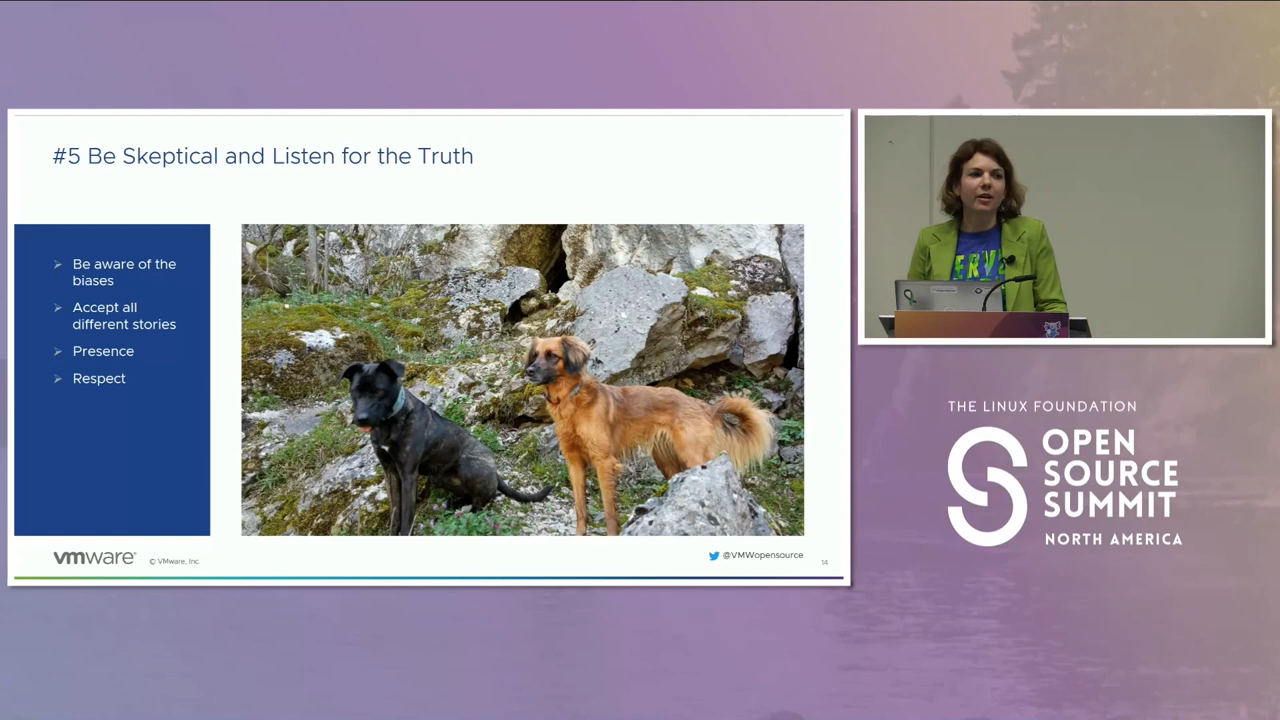 #5 Be Skeptical and Listen for the Truth
Be aware of the
biases
Accept all
different stories
Presence
Respect
vmware®
© VMware, Inc.
@VMWopensource
14
THE LINUX FOUNDATION
OPEN
SOURCE
SUMMIT
NORTH AMERICA